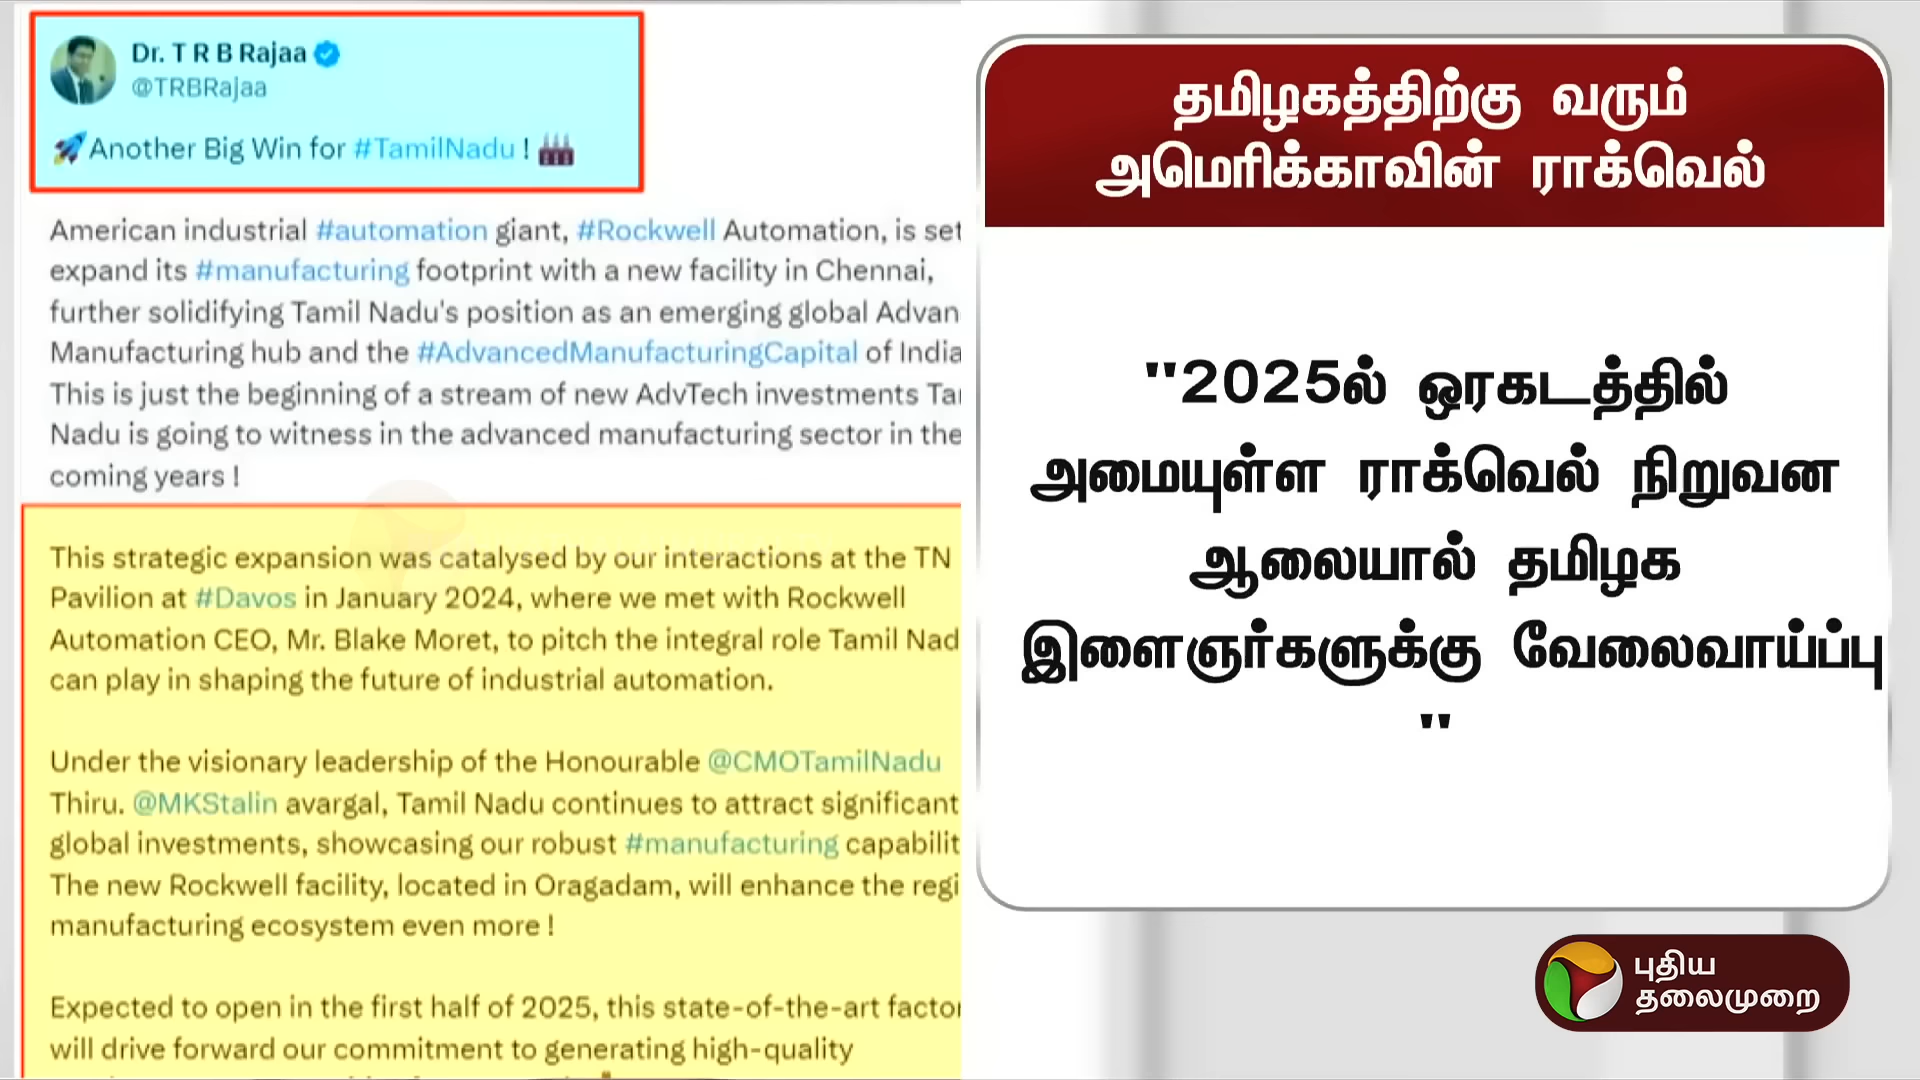 Dr. T R B Rajaa
@TRBRajaa
🚀Another Big Win for #TamilNadu ! 🏭
American industrial #automation giant, #Rockwell Automation, is set
expand its #manufacturing footprint with a new facility in Chennai,
further solidifying Tamil Nadu's position as an emerging global Advan
Manufacturing hub and the #AdvancedManufacturingCapital of India
This is just the beginning of a stream of new AdvTech investments Ta
Nadu is going to witness in the advanced manufacturing sector in the
coming years !
This strategic expansion was catalysed by our interactions at the TN
Pavilion at #Davos in January 2024, where we met with Rockwell
Automation CEO, Mr. Blake Moret, to pitch the integral role Tamil Nad
can play in shaping the future of industrial automation.
Under the visionary leadership of the Honourable @CMOTamilNadu
Thiru. @MKStalin avargal, Tamil Nadu continues to attract significant
global investments, showcasing our robust #manufacturing capabilit
The new Rockwell facility, located in Oragadam, will enhance the regi
manufacturing ecosystem even more !
Expected to open in the first half of 2025, this state-of-the-art factor
will drive forward our commitment to generating high-quality
தமிழகத்திற்கு வரும்
அமெரிக்காவின் ராக்வெல்
"2025ல் ஒரகடத்தில்
அமையுள்ள ராக்வெல் நிறுவன
ஆலையால் தமிழக
இளைஞர்களுக்கு வேலைவாய்ப்பு
"
புதிய
தலைமுறை